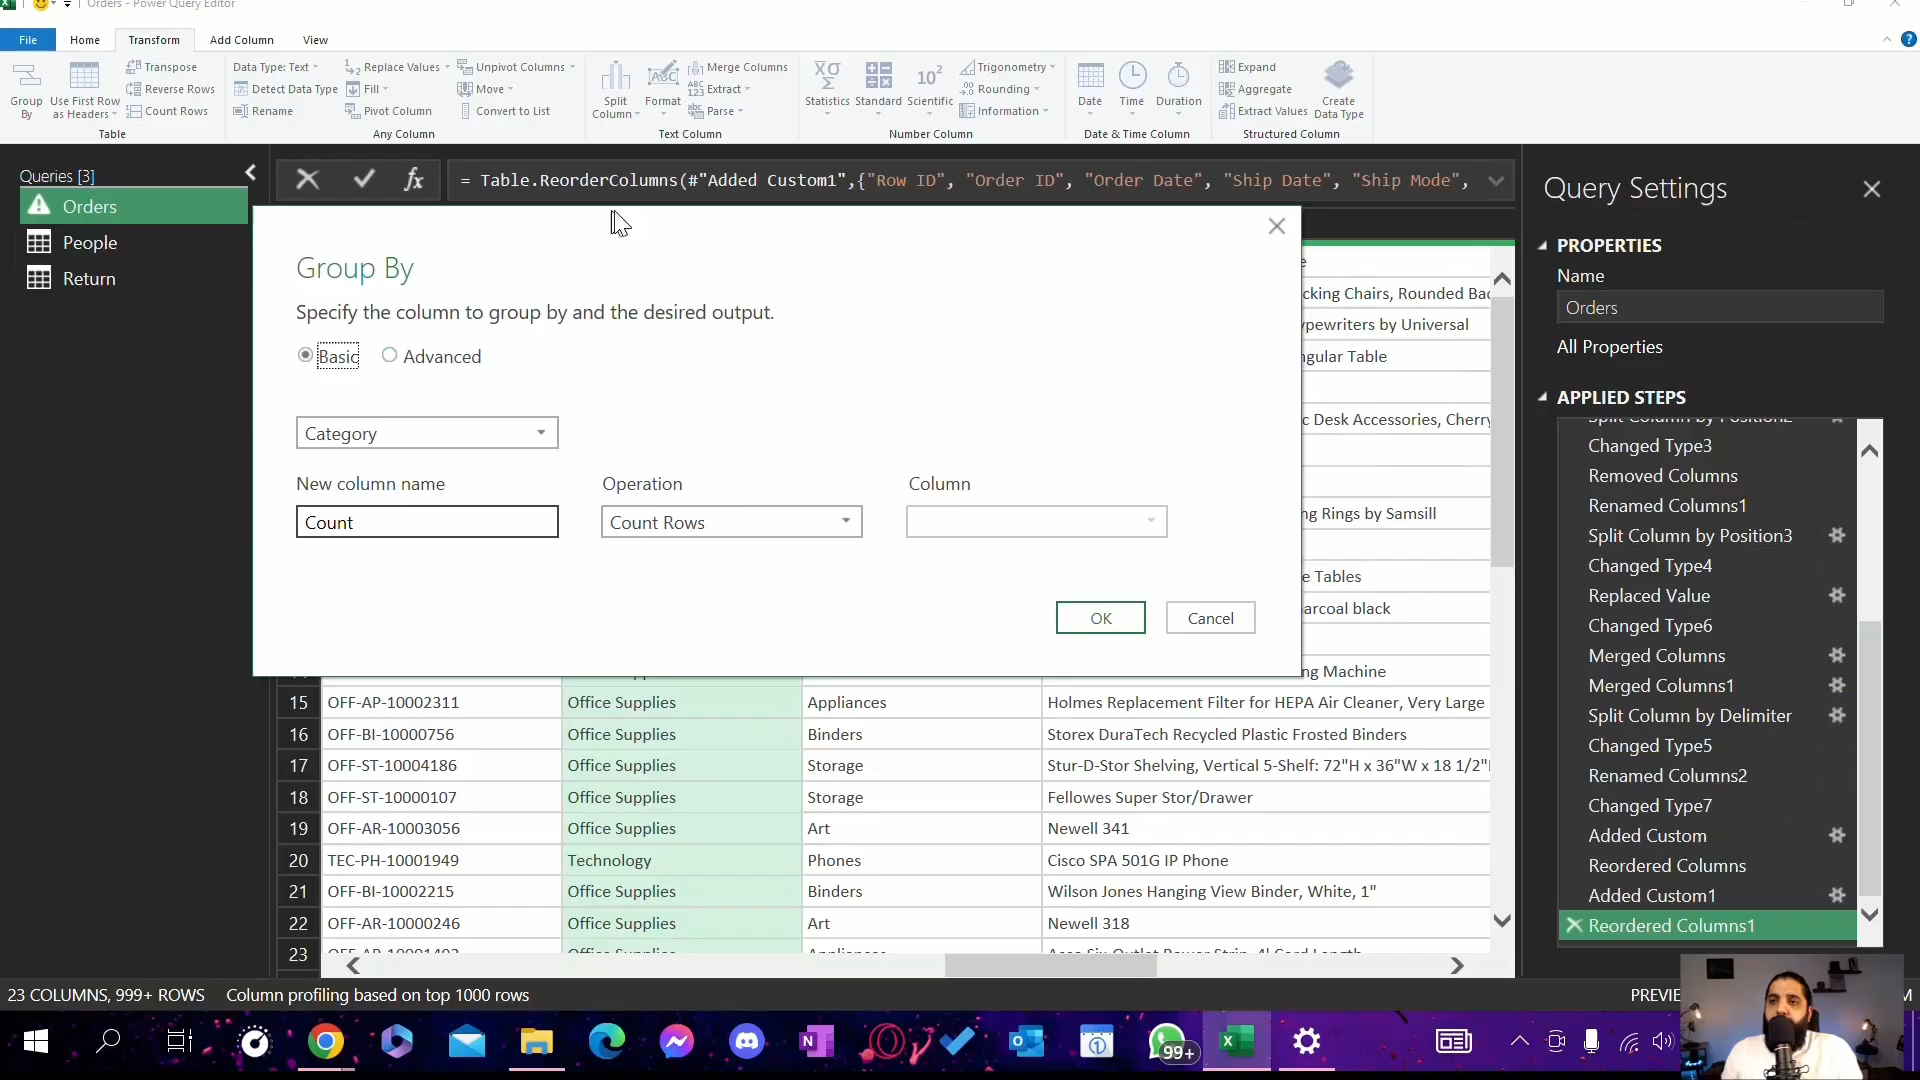 Orders - Power Query Editor
File
Home
Transform
Add Column
View
Group By
Use First Row as Headers
Transpose
Reverse Rows
Count Rows
Table
Data Type: Text
Detect Data Type
Rename
Replace Values
Fill
Pivot Column
Unpivot Columns
Move
Convert to List
Any Column
Split Column
Format
Merge Columns
Extract
Parse
Text Column
Statistics
Standard
Scientific
Trigonometry
Rounding
Information
Number Column
Date
Time
Duration
Date & Time Column
Expand
Aggregate
Extract Values
Create Data Type
Structured Column
Queries [3]
Orders
People
Return
= Table.ReorderColumns(#"Added Custom1",{"Row ID", "Order ID", "Order Date", "Ship Date", "Ship Mode",
Group By
Specify the column to group by and the desired output.
Basic
Advanced
Category
New column name
Operation
Column
Count
Count Rows
OK
Cancel
cking Chairs, Rounded Bac
ypewriters by Universal
ngular Table
c Desk Accessories, Cherry
ng Rings by Samsill
e Tables
arcoal black
ng Machine
15 OFF-AP-10002311 Office Supplies Appliances Holmes Replacement Filter for HEPA Air Cleaner, Very Large
16 OFF-BI-10000756 Office Supplies Binders Storex DuraTech Recycled Plastic Frosted Binders
17 OFF-ST-10004186 Office Supplies Storage Stur-D-Stor Shelving, Vertical 5-Shelf: 72"H x 36"W x 18 1/2"
18 OFF-ST-10000107 Office Supplies Storage Fellowes Super Stor/Drawer
19 OFF-AR-10003056 Office Supplies Art Newell 341
20 TEC-PH-10001949 Technology Phones Cisco SPA 501G IP Phone
21 OFF-BI-10002215 Office Supplies Binders Wilson Jones Hanging View Binder, White, 1"
22 OFF-AR-10000246 Office Supplies Art Newell 318
23
Query Settings
PROPERTIES
Name
Orders
All Properties
APPLIED STEPS
Split Column by Position2
Changed Type3
Removed Columns
Renamed Columns1
Split Column by Position3
Changed Type4
Replaced Value
Changed Type6
Merged Columns
Merged Columns1
Split Column by Delimiter
Changed Type5
Renamed Columns2
Changed Type7
Added Custom
Reordered Columns
Added Custom1
Reordered Columns1
23 COLUMNS, 999+ ROWS
Column profiling based on top 1000 rows
PREVIE
99+